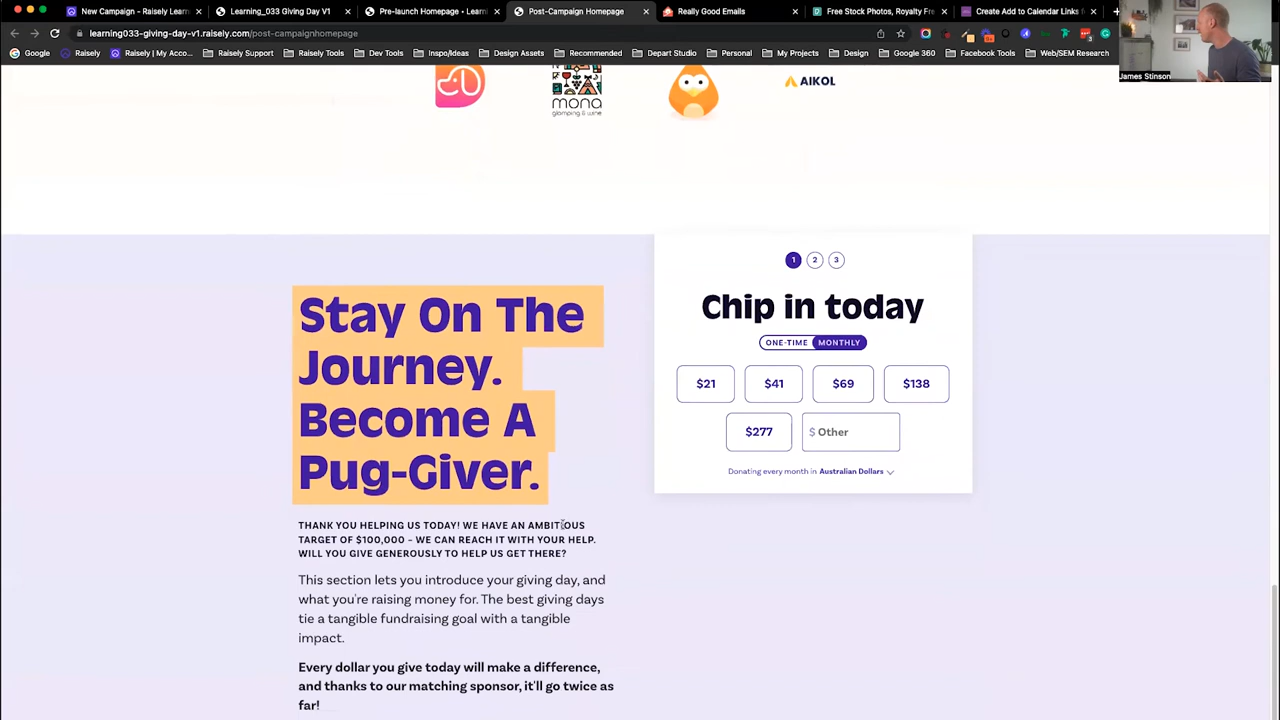 New Campaign - Raisely Learn
Learning_033 Giving Day V1
Pre-launch Homepage - Learni
Post-Campaign Homepage
Really Good Emails
Free Stock Photos, Royalty Fr
Create Add to Calendar Links f
learning033-giving-day-v1.raisely.com/post-campaignhomepage
Google
Raisely
Raisely | My Acco...
Raisely Support
Raisely Tools
Dev Tools
Inspo/Ideas
Design Assets
Recommended
Depart Studio
Personal
My Projects
Design
Google 360
Facebook Tools
Web/SEM Research
James Stinson
mona
glamping & wine
AIKOL
Stay On The
Journey.
Become A
Pug-Giver.
THANK YOU HELPING US TODAY! WE HAVE AN AMBITIOUS
TARGET OF $100,000 – WE CAN REACH IT WITH YOUR HELP.
WILL YOU GIVE GENEROUSLY TO HELP US GET THERE?
This section lets you introduce your giving day, and
what you're raising money for. The best giving days
tie a tangible fundraising goal with a tangible
impact.
Every dollar you give today will make a difference,
and thanks to our matching sponsor, it'll go twice as
far!
1 2 3
Chip in today
ONE-TIME MONTHLY
$21 $41 $69 $138
$277 $ Other
Donating every month in Australian Dollars